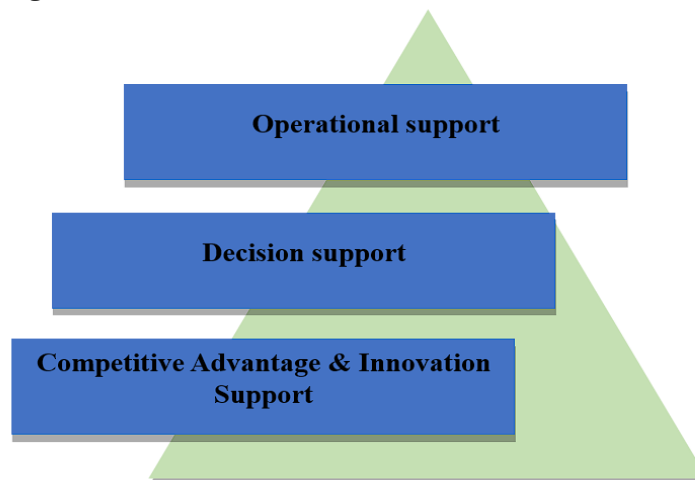 Operational support
Decision support
Competitive Advantage & Innovation
Support